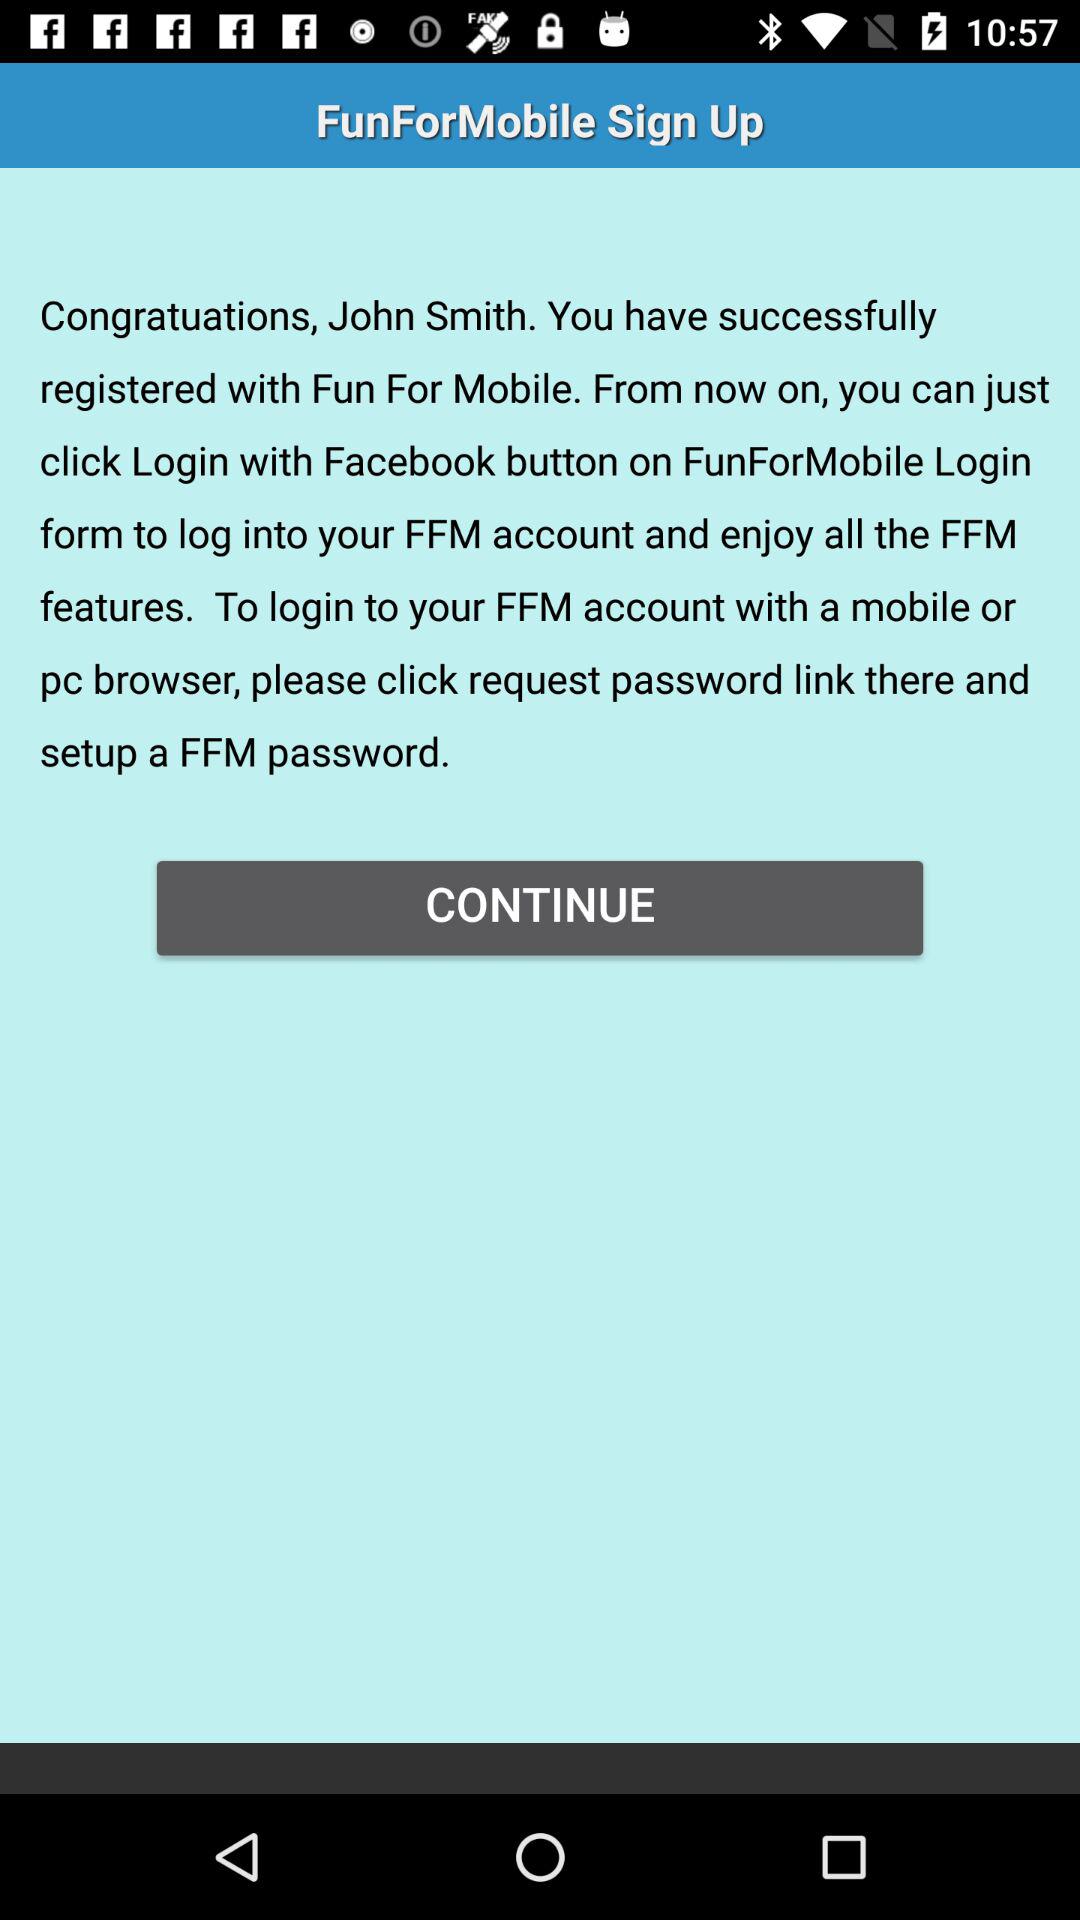 FAKE
10:57
FunForMobile Sign Up
Congratuations, John Smith. You have successfully
registered with Fun For Mobile. From now on, you can just
click Login with Facebook button on FunForMobile Login
form to log into your FFM account and enjoy all the FFM
features.  To login to your FFM account with a mobile or
pc browser, please click request password link there and
setup a FFM password.
CONTINUE